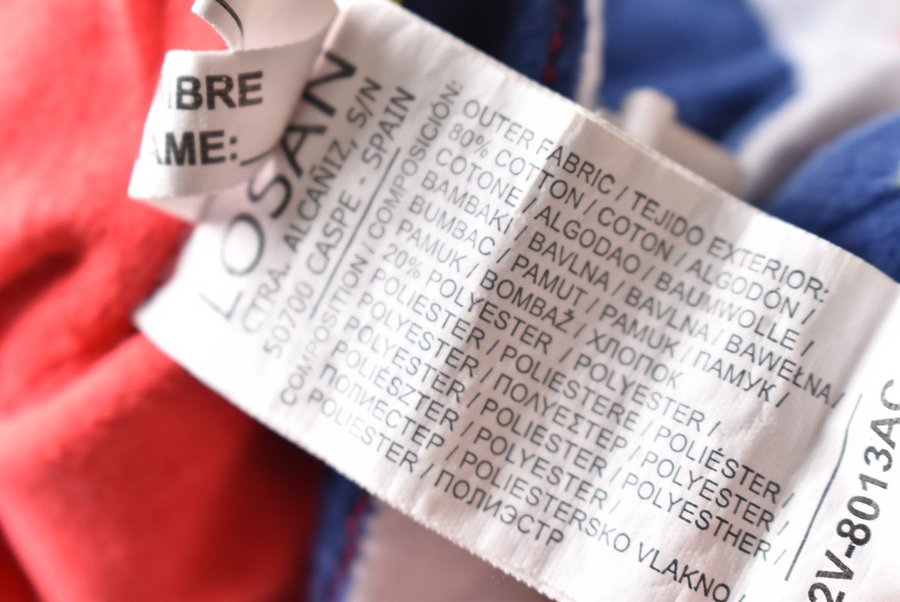 IBRE
AME:
LOSAN
CTRA. ALCAÑIZ, S/N
50700 CASPE - SPAIN
COMPOSITION / COMPOSICIÓN:
OUTER FABRIC / TEJIDO EXTERIOR:
80% COTTON / COTON / ALGODÓN /
COTONE / ALGODAO / BAUMWOLLE /
BAMBAKI / BAVLNA / BAVLNA / BAWEŁNA /
BUMBAC / PAMUT / PAMUK / ПАМУК /
PAMUK / BOMBAŽ / ХЛОПОК
20% POLYESTER / POLYESTER /
POLIESTER / POLIESTERE / POLIÉSTER /
POLYESTER / ΠΟΛΥΕΣΤΕΡ / POLYESTER /
POLIÉSZTER / POLIESTER / POLYESTHER /
ПОЛИЕСТЕР / POLYESTER /
POLIESTER / POLIESTERSKO VLAKNO /
ПОЛИЭСТР
2V-8013AC